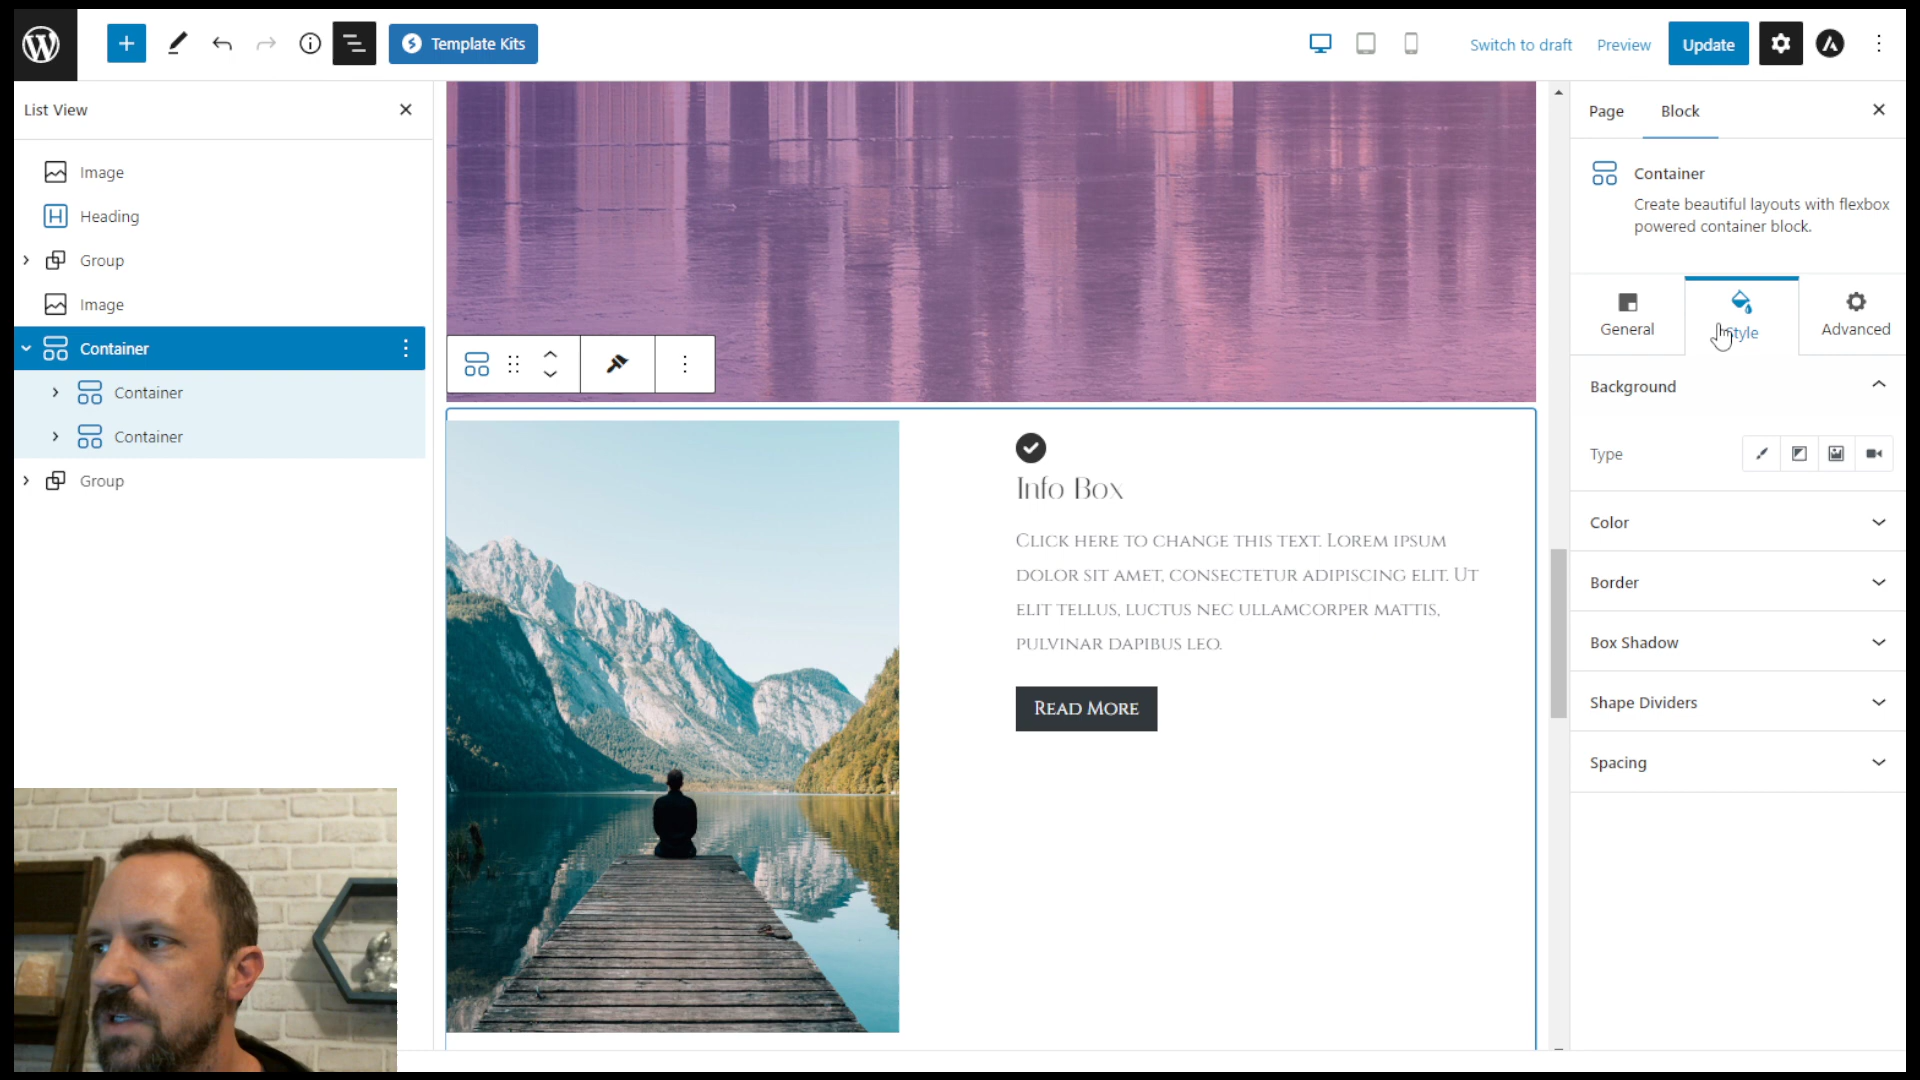 Template Kits
Switch to draft
Preview
Update
List View
Image
Heading
Group
Image
Container
Container
Container
Group
Info Box
Click here to change this text. Lorem ipsum
dolor sit amet, consectetur adipiscing elit. Ut
elit tellus, luctus nec ullamcorper mattis,
pulvinar dapibus leo.
Read More
Page
Block
Container
Create beautiful layouts with flexbox
powered container block.
General
Style
Advanced
Background
Type
Color
Border
Box Shadow
Shape Dividers
Spacing